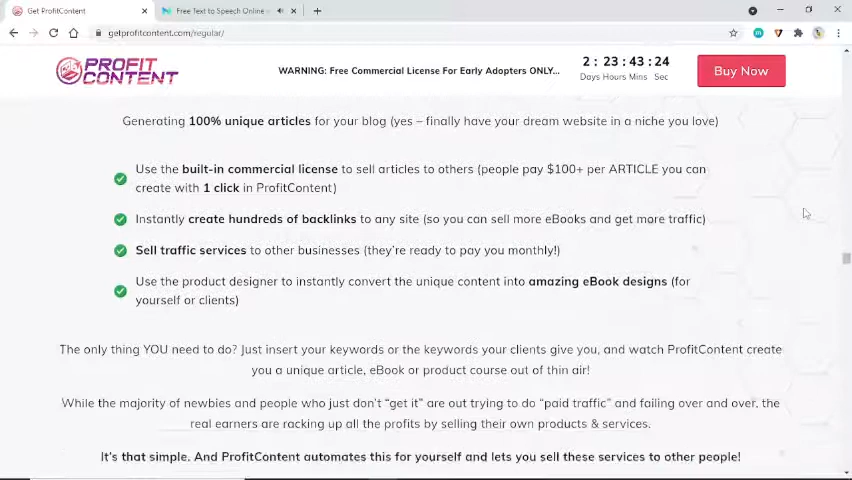 Get ProfitContent
Free Text to Speech Online
getprofitcontent.com/regular/
PROFIT
CONTENT
WARNING: Free Commercial License For Early Adopters ONLY...
2 : 23 : 43 : 24
Days Hours Mins Sec
Buy Now
Generating 100% unique articles for your blog (yes – finally have your dream website in a niche you love)
Use the built-in commercial license to sell articles to others (people pay $100+ per ARTICLE you can
create with 1 click in ProfitContent)
Instantly create hundreds of backlinks to any site (so you can sell more eBooks and get more traffic)
Sell traffic services to other businesses (they're ready to pay you monthly!)
Use the product designer to instantly convert the unique content into amazing eBook designs (for
yourself or clients)
The only thing YOU need to do? Just insert your keywords or the keywords your clients give you, and watch ProfitContent create
you a unique article, eBook or product course out of thin air!
While the majority of newbies and people who just don't “get it” are out trying to do “paid traffic” and failing over and over, the
real earners are racking up all the profits by selling their own products & services.
It's that simple. And ProfitContent automates this for yourself and lets you sell these services to other people!